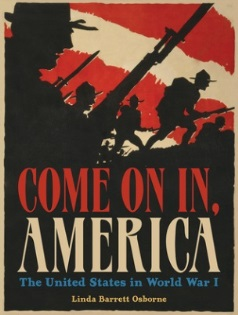 COME ON IN,
AMERICA
The United States in World War I
Linda Barrett Osborne